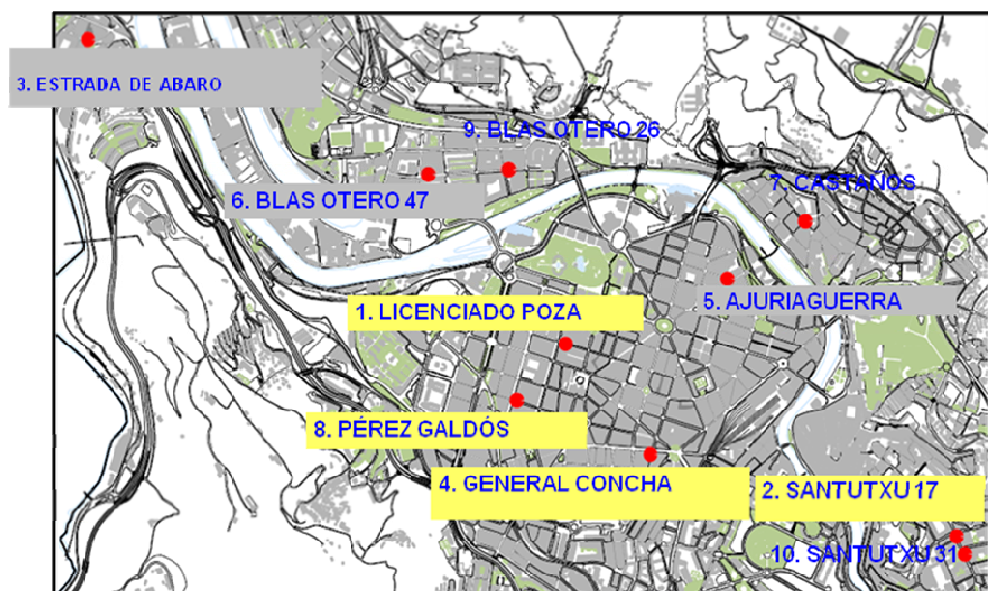 3. ESTRADA DE ABARO
9. BLAS OTERO 26
7. CASTAÑOS
6. BLAS OTERO 47
5. AJURIAGUERRA
1. LICENCIADO POZA
8. PÉREZ GALDÓS
4. GENERAL CONCHA
2. SANTUTXU 17
10. SANTUTXU 31